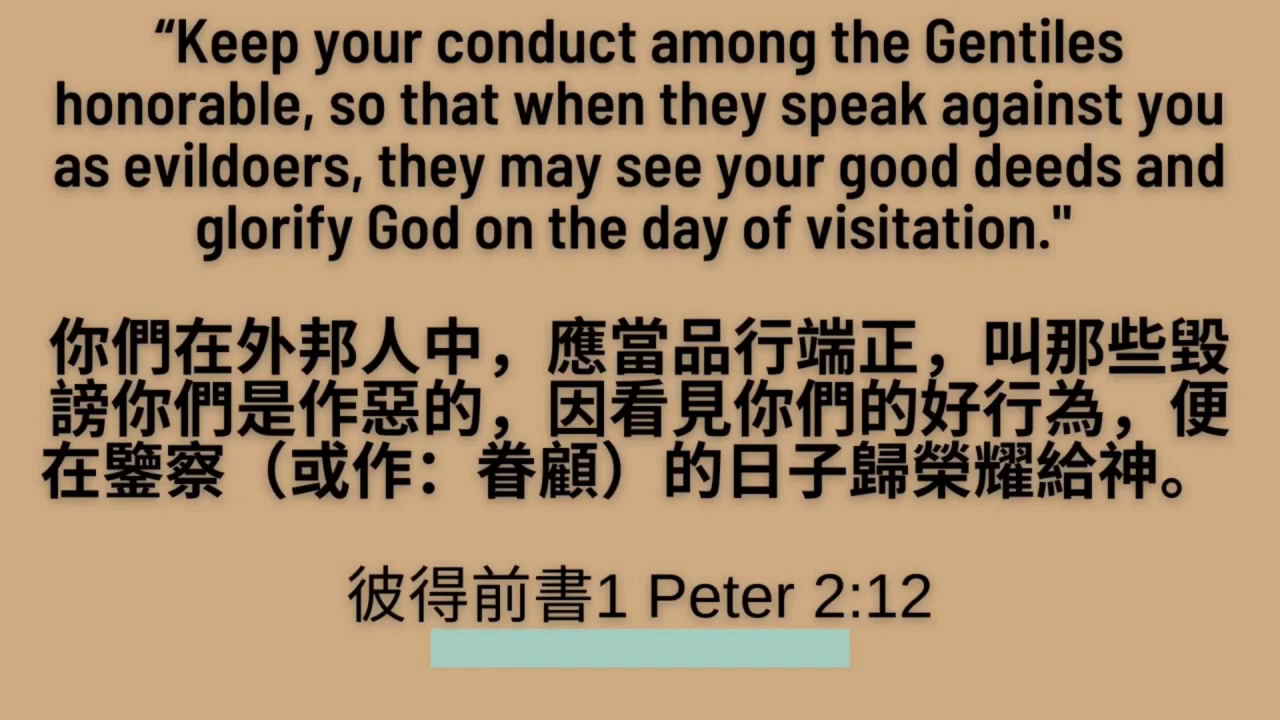 “Keep your conduct among the Gentiles
honorable, so that when they speak against you
as evildoers, they may see your good deeds and
glorify God on the day of visitation."
你們在外邦人中，應當品行端正，叫那些毀
謗你們是作惡的，因看見你們的好行為，便
在鑒察（或作：眷顧）的日子歸榮耀給神。
彼得前書1 Peter 2:12